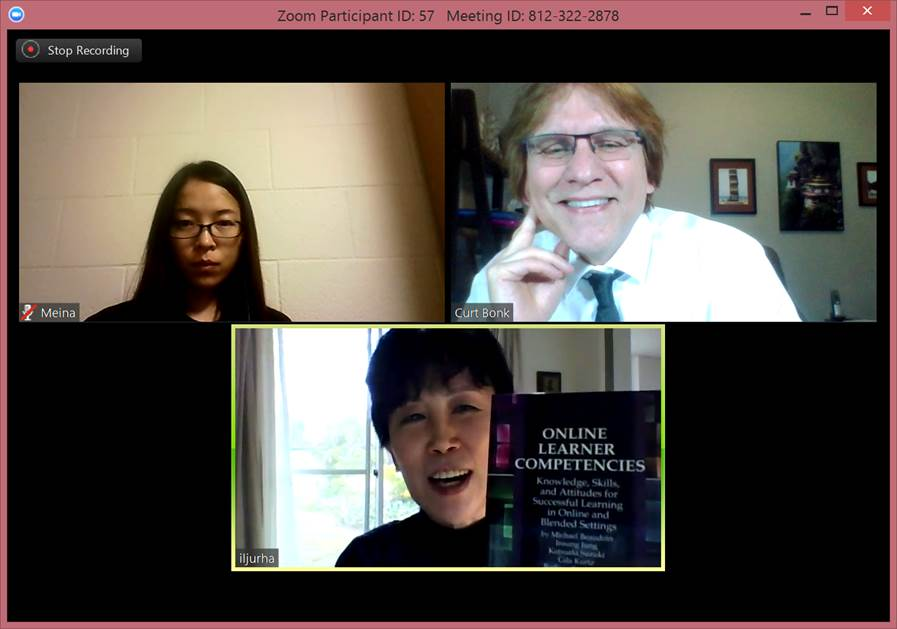 Zoom Participant ID: 57 Meeting ID: 812-322-2878
Stop Recording
Meina
Curt Bonk
ONLINE
LEARNER
COMPETENCIES
Knowledge, Skills,
and Attitudes for
Successful Learning
in Online and
Blended Settings
by Michael Beaudoin
Insung Jung
Katsuaki Suzuki
Gila Kurtz
iljurha